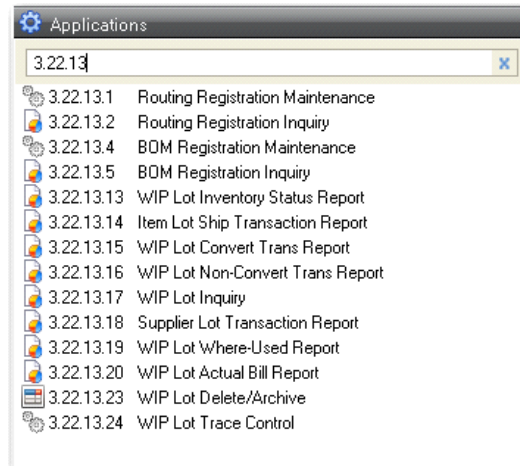 Applications
3.22.13
3.22.13.1 Routing Registration Maintenance
3.22.13.2 Routing Registration Inquiry
3.22.13.4 BOM Registration Maintenance
3.22.13.5 BOM Registration Inquiry
3.22.13.13 WIP Lot Inventory Status Report
3.22.13.14 Item Lot Ship Transaction Report
3.22.13.15 WIP Lot Convert Trans Report
3.22.13.16 WIP Lot Non-Convert Trans Report
3.22.13.17 WIP Lot Inquiry
3.22.13.18 Supplier Lot Transaction Report
3.22.13.19 WIP Lot Where-Used Report
3.22.13.20 WIP Lot Actual Bill Report
3.22.13.23 WIP Lot Delete/Archive
3.22.13.24 WIP Lot Trace Control